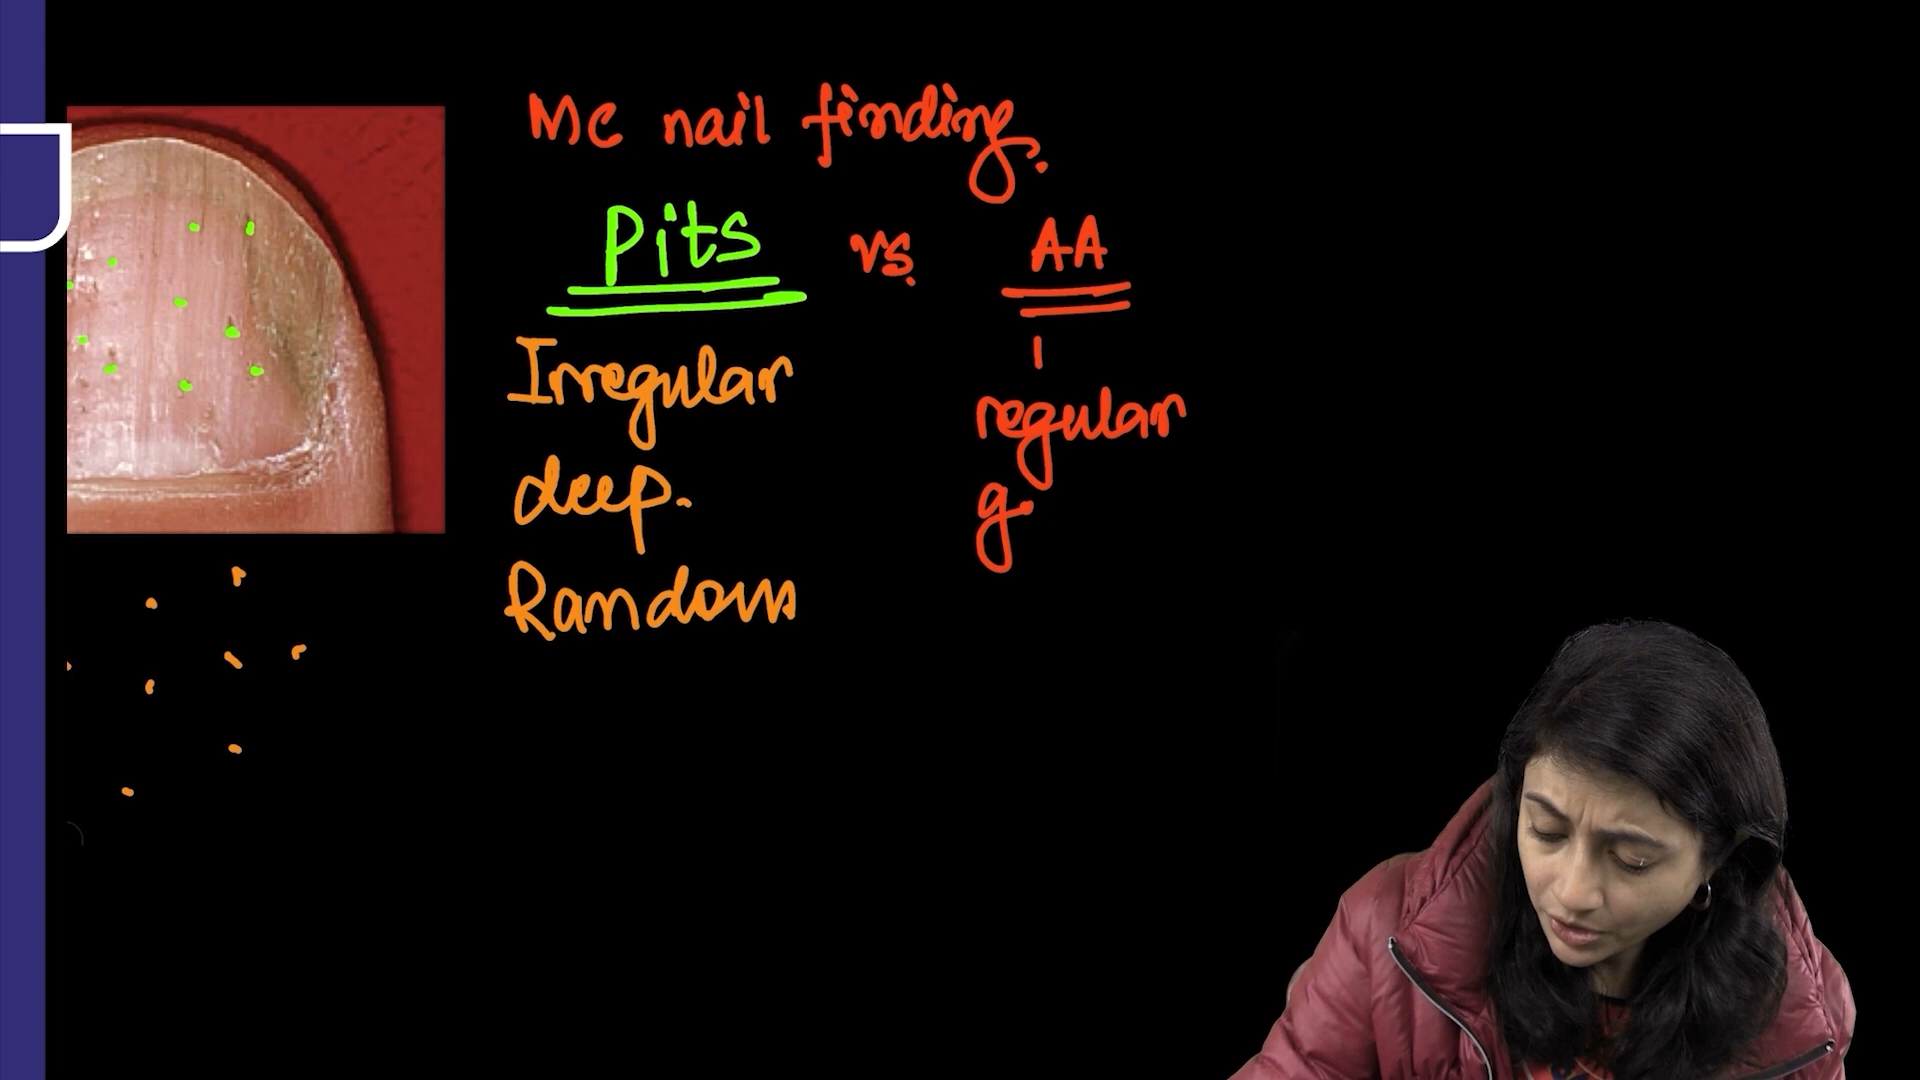 MC nail finding.
Pits vs. AA
Irregular
regular
deep.
g.
Random